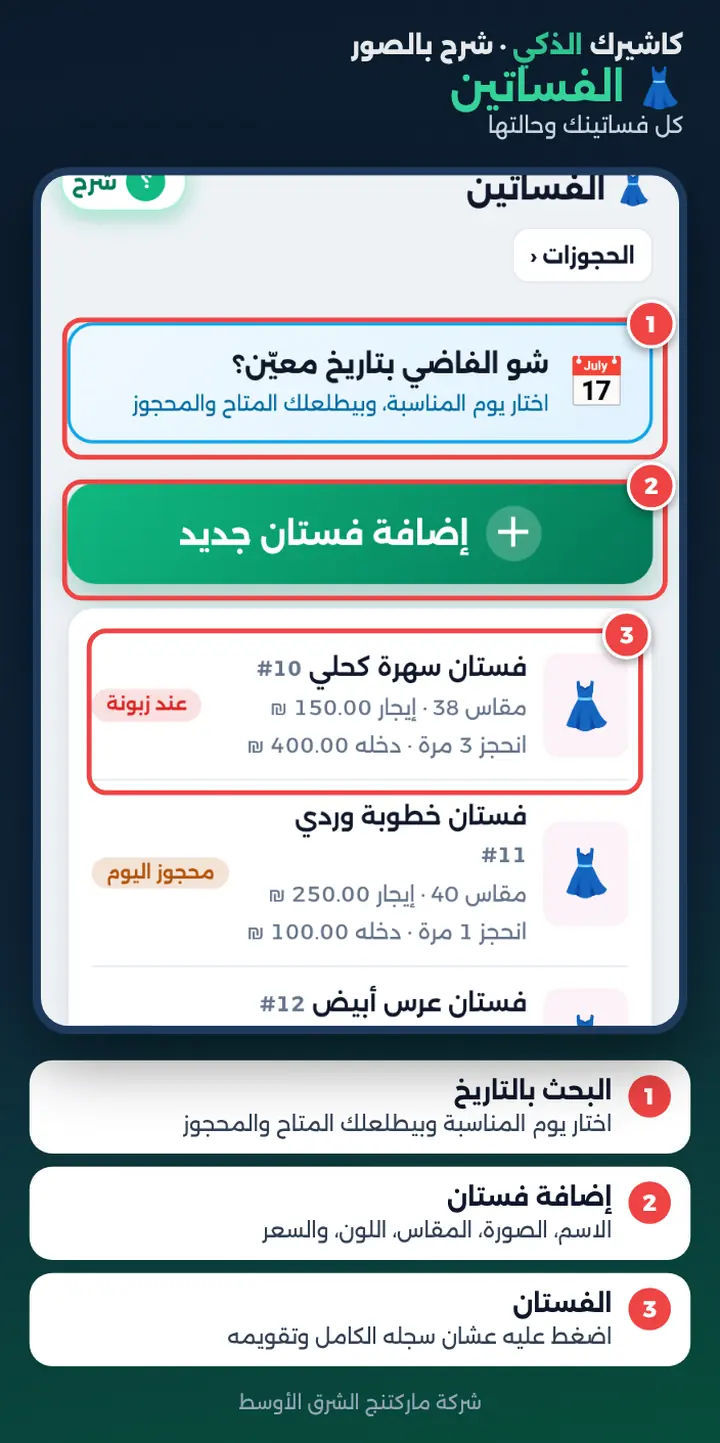 كاشيرك الذكي · شرح بالصور
الفساتين
كل فساتينك وحالتها
الفساتين
؟ شرح
الحجوزات ›
1
July
17
شو الفاضي بتاريخ معيّن؟
اختار يوم المناسبة، وبيطلعلك المتاح والمحجوز
2
+ إضافة فستان جديد
3
فستان سهرة كحلي #10
مقاس 38 · إيجار 150.00 ₪
انحجز 3 مرة · دخله 400.00 ₪
عند زبونة
فستان خطوبة وردي
#11
مقاس 40 · إيجار 250.00 ₪
انحجز 1 مرة · دخله 100.00 ₪
محجوز اليوم
فستان عرس أبيض #12
1 البحث بالتاريخ
اختار يوم المناسبة وبيطلعلك المتاح والمحجوز
2 إضافة فستان
الاسم، الصورة، المقاس، اللون، والسعر
3 الفستان
اضغط عليه عشان سجله الكامل وتقويمه
شركة ماركتنج الشرق الأوسط